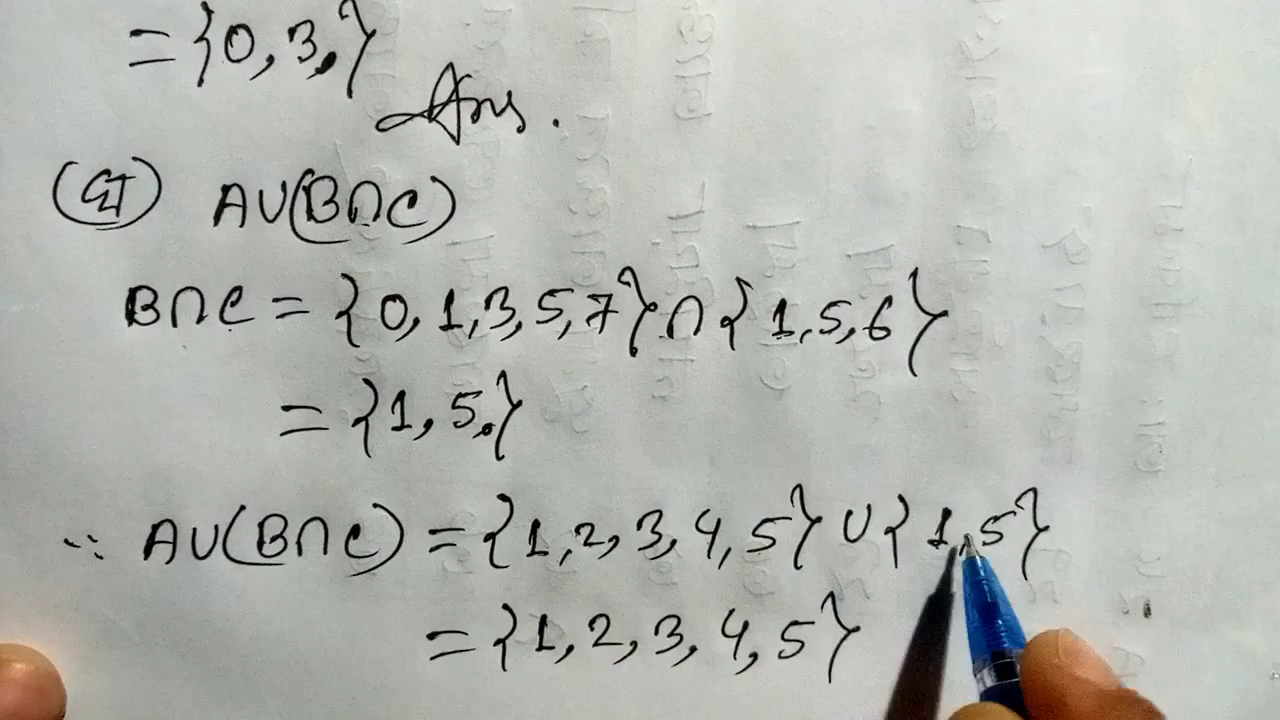 = {0, 3,}
Ans.
(ঘ) A∪(B∩C)
B∩C = {0, 1, 3, 5, 7} ∩ {1, 5, 6}
= {1, 5,}
∴ A∪(B∩C) = {1, 2, 3, 4, 5} ∪ {1, 5}
= {1, 2, 3, 4, 5}